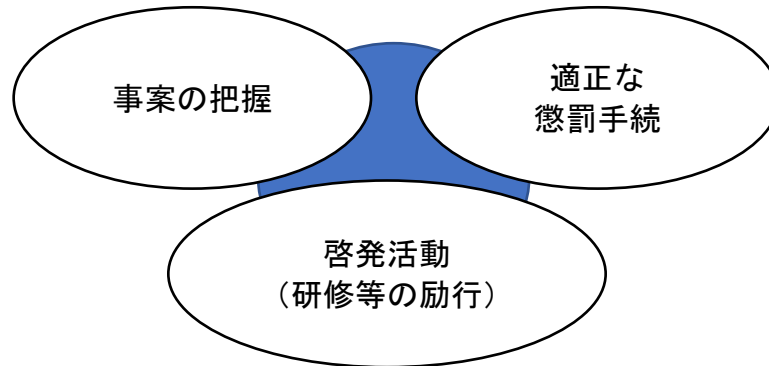 事案の把握
適正な
懲罰手続
啓発活動
（研修等の励行）